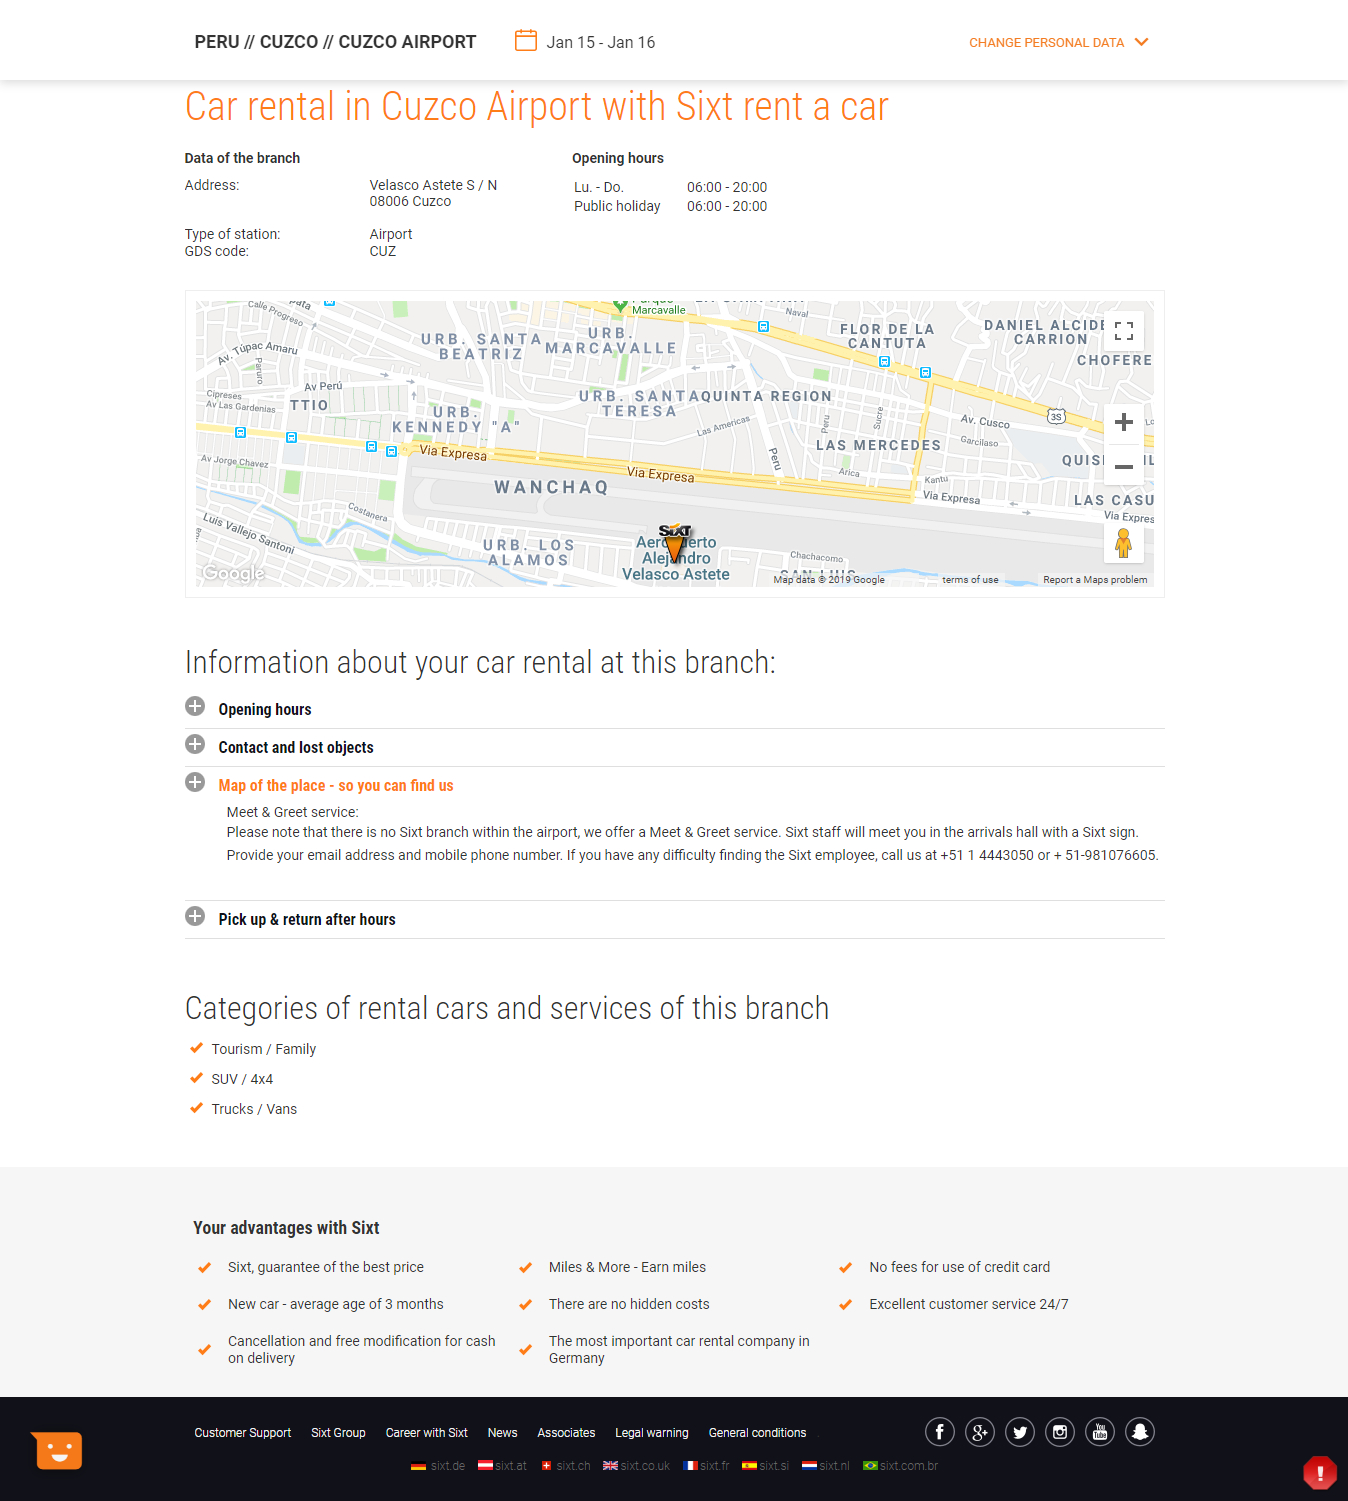 PERU // CUZCO // CUZCO AIRPORT
Jan 15 - Jan 16
CHANGE PERSONAL DATA
Car rental in Cuzco Airport with Sixt rent a car
Data of the branch
Address: Velasco Astete S / N
08006 Cuzco
Type of station: Airport
GDS code: CUZ
Opening hours
Lu. - Do. 06:00 - 20:00
Public holiday 06:00 - 20:00
Calle Progreso
Marcavalle
Naval
Av. Túpac Amaru
Paruro
URB. SANTA
BEATRIZ
URB.
MARCAVALLE
FLOR DE LA
CANTUTA
DANIEL ALCIDE
CARRION
CHOFERE
Av Perú
Cipreses
Av Las Gardenias
TTIO
URB.
KENNEDY "A"
URB. SANTA
TERESA
QUINTA REGION
Las Americas
Peru
Peru
Sucre
Av. Cusco
3S
Garcilaso
LAS MERCEDES
Av Jorge Chavez
Via Expresa
Via Expresa
Arica
Kantu
Via Expresa
LAS CASU
Via Expres
WANCHAQ
Costanera
Luis Vallejo Santoni
URB. LOS
ALAMOS
SIXT
Velasco Astete
Chachacomo
SAN LUIS
Google
Map data © 2019 Google
terms of use
Report a Maps problem
Information about your car rental at this branch:
Opening hours
Contact and lost objects
Map of the place - so you can find us
Meet & Greet service:
Please note that there is no Sixt branch within the airport, we offer a Meet & Greet service. Sixt staff will meet you in the arrivals hall with a Sixt sign.
Provide your email address and mobile phone number. If you have any difficulty finding the Sixt employee, call us at +51 1 4443050 or + 51-981076605.
Pick up & return after hours
Categories of rental cars and services of this branch
Tourism / Family
SUV / 4x4
Trucks / Vans
Your advantages with Sixt
Sixt, guarantee of the best price
Miles & More - Earn miles
No fees for use of credit card
New car - average age of 3 months
There are no hidden costs
Excellent customer service 24/7
Cancellation and free modification for cash
on delivery
The most important car rental company in
Germany
Customer Support Sixt Group Career with Sixt News Associates Legal warning General conditions
You
Tube
sixt.de sixt.at sixt.ch sixt.co.uk sixt.fr sixt.si sixt.nl sixt.com.br